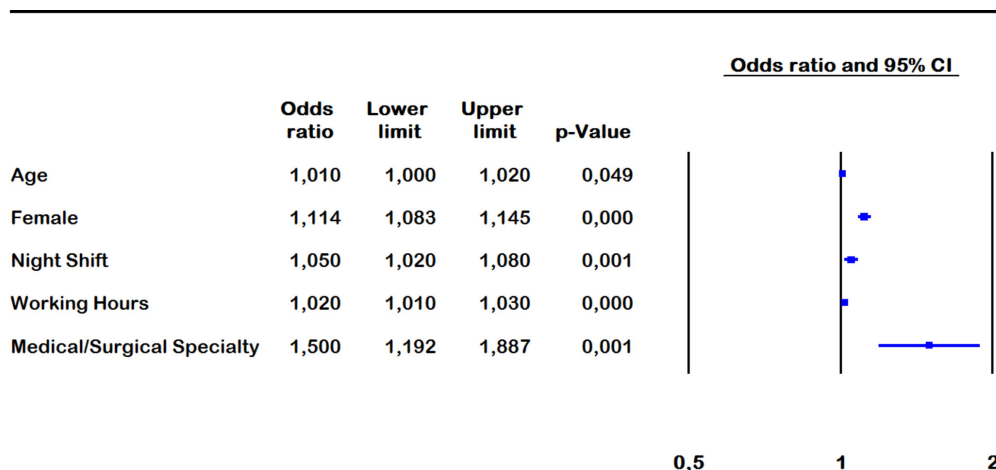 Odds ratio and 95% CI
Odds ratio Lower limit Upper limit p-Value
Age 1,010 1,000 1,020 0,049
Female 1,114 1,083 1,145 0,000
Night Shift 1,050 1,020 1,080 0,001
Working Hours 1,020 1,010 1,030 0,000
Medical/Surgical Specialty 1,500 1,192 1,887 0,001
0,5 1 2